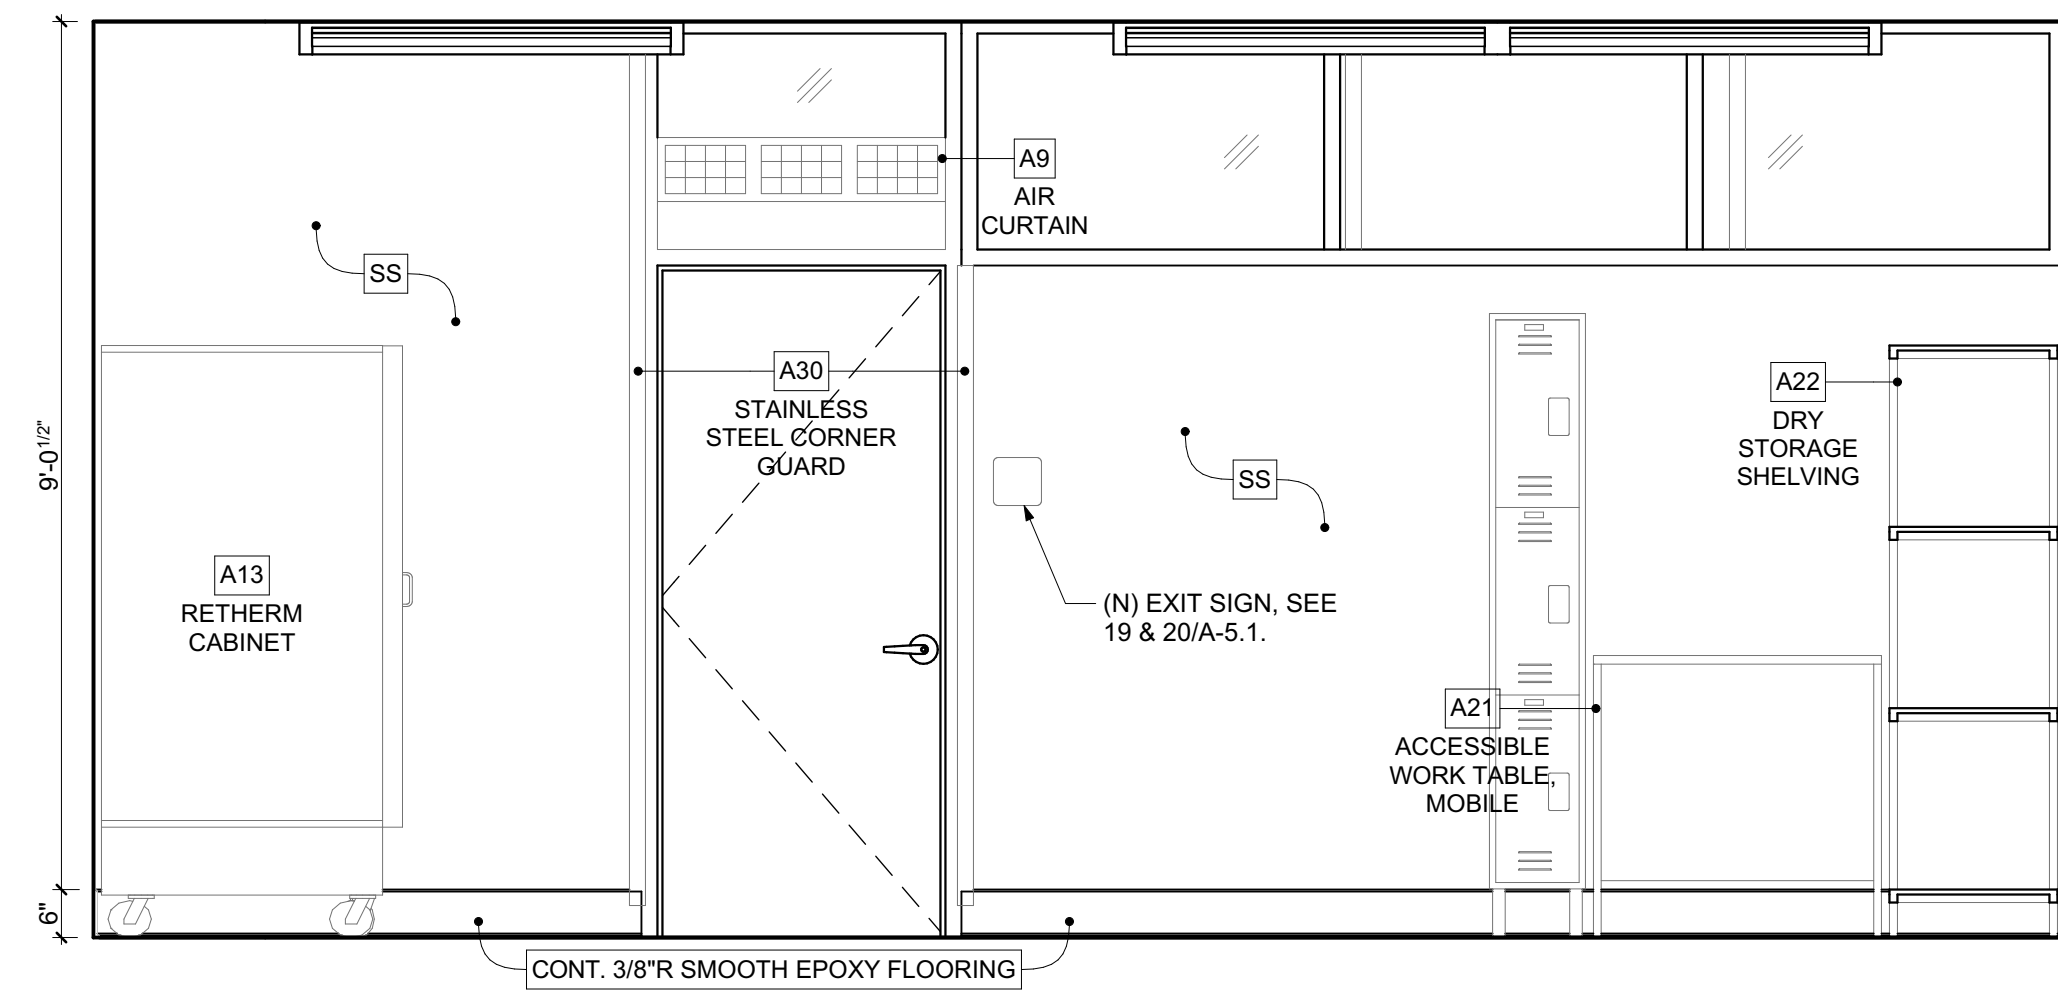 A9
AIR
CURTAIN
SS
A30
STAINLESS
STEEL CORNER
GUARD
A22
DRY
STORAGE
SHELVING
9'-0 1/2"
SS
A13
RETHERM
CABINET
(N) EXIT SIGN, SEE
19 & 20/A-5.1.
A21
ACCESSIBLE
WORK TABLE,
MOBILE
6"
CONT. 3/8"R SMOOTH EPOXY FLOORING